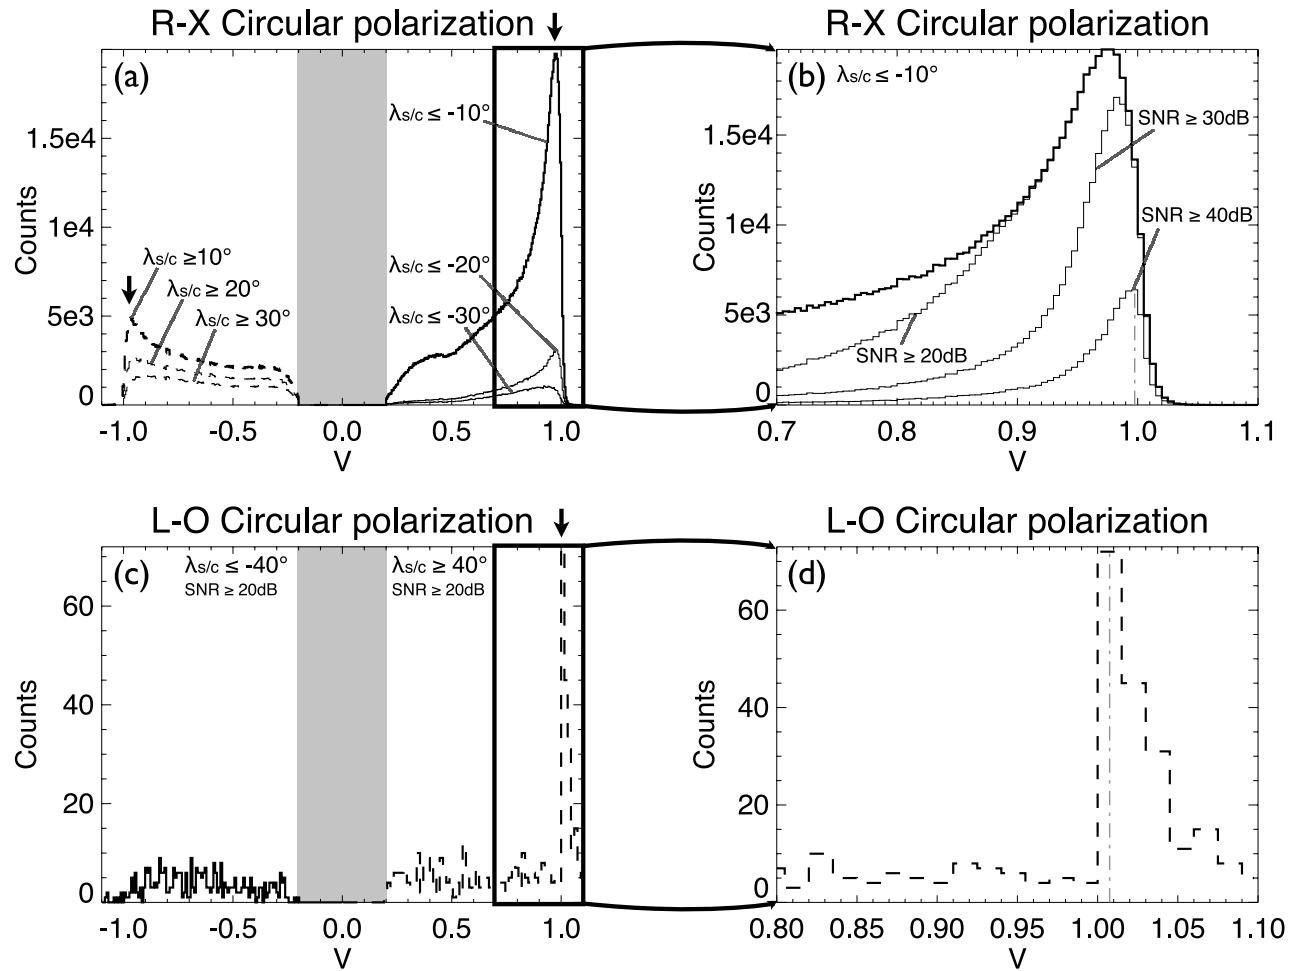 R-X Circular polarization
(a)
λs/c ≤ -10°
λs/c ≥10°
λs/c ≥ 20°
λs/c ≥ 30°
λs/c ≤ -20°
λs/c ≤ -30°
1.5e4
1e4
5e3
0
Counts
-1.0
-0.5
0.0
0.5
1.0
V
R-X Circular polarization
(b)
λs/c ≤ -10°
SNR ≥ 30dB
SNR ≥ 40dB
SNR ≥ 20dB
1.5e4
1e4
5e3
0
Counts
0.7
0.8
0.9
1.0
1.1
V
L-O Circular polarization
(c)
λs/c ≤ -40°
SNR ≥ 20dB
λs/c ≥ 40°
SNR ≥ 20dB
60
40
20
0
Counts
-1.0
-0.5
0.0
0.5
1.0
V
L-O Circular polarization
(d)
60
40
20
0
Counts
0.80
0.85
0.90
0.95
1.00
1.05
1.10
V